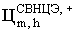 Ц СВНЦЭ, +
m, h